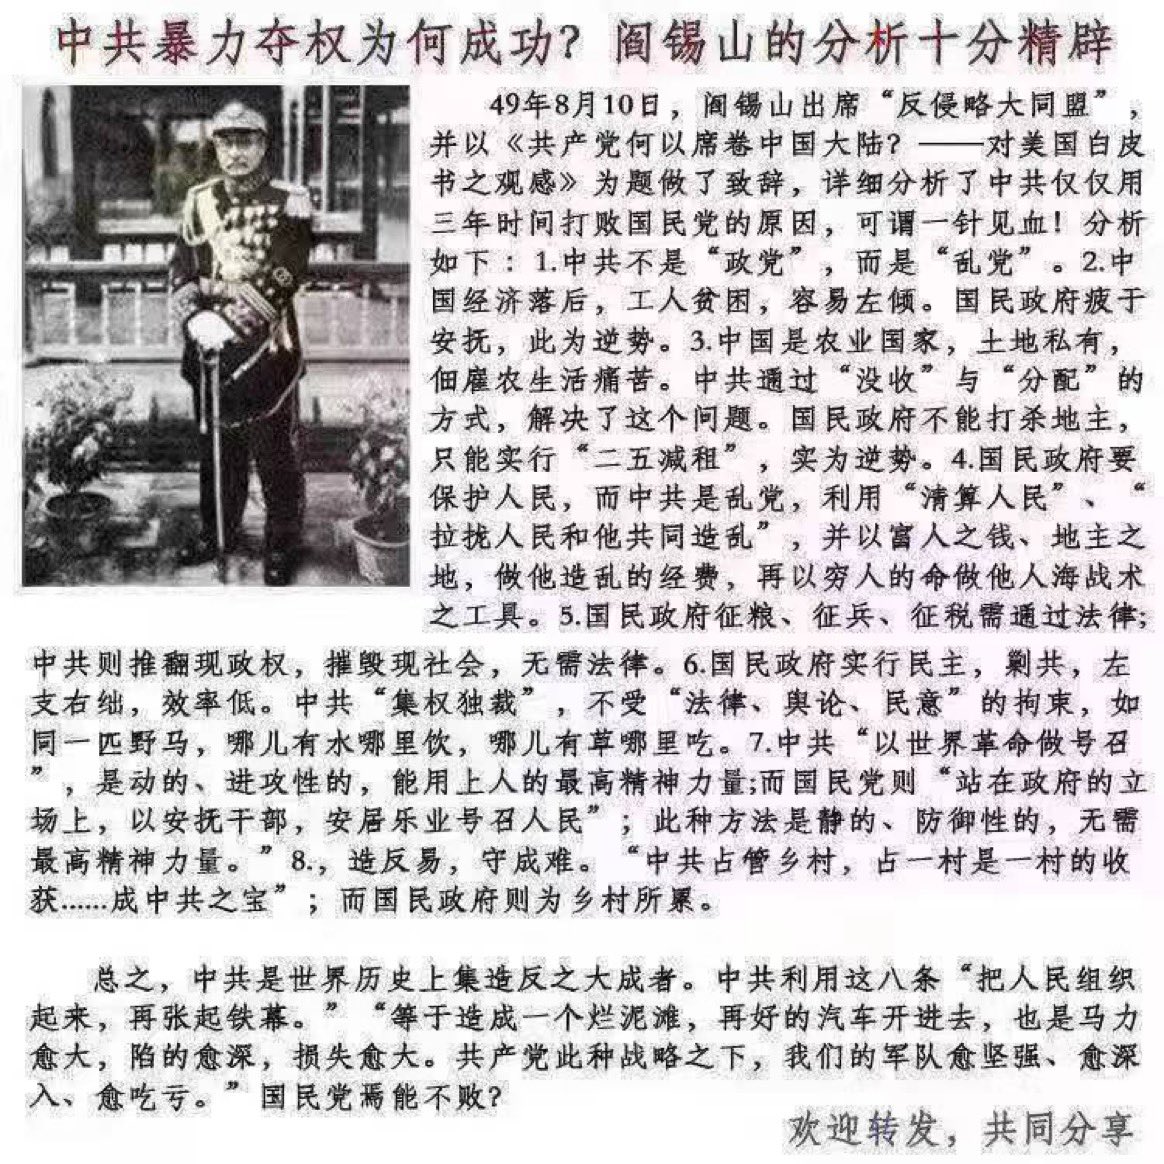 中共暴力夺权为何成功？阎锡山的分析十分精辟
49年8月10日，阎锡山出席“反侵略大同盟”，
并以《共产党何以席卷中国大陆？——对美国白皮
书之观感》为题做了致辞，详细分析了中共仅仅用
三年时间打败国民党的原因，可谓一针见血！分析
如下：1.中共不是“政党”，而是“乱党”。2.中
国经济落后，工人贫困，容易左倾。国民政府疲于
安抚，此为逆势。3.中国是农业国家，土地私有，
佃雇农生活痛苦。中共通过“没收”与“分配”的
方式，解决了这个问题。国民政府不能打杀地主，
只能实行“二五减租”，实为逆势。4.国民政府要
保护人民，而中共是乱党，利用“清算人民”、“
拉拢人民和他共同造乱”，并以富人之钱、地主之
地，做他造乱的经费，再以穷人的命做他人海战术
之工具。5.国民政府征粮、征兵、征税需通过法律;
中共则推翻现政权，摧毁现社会，无需法律。6.国民政府实行民主，剿共，左
支右绌，效率低。中共“集权独裁”，不受“法律、舆论、民意”的拘束，如
同一匹野马，哪儿有水哪里饮，哪儿有草哪里吃。7.中共“以世界革命做号召
”，是动的、进攻性的，能用上人的最高精神力量;而国民党则“站在政府的立
场上，以安抚干部，安居乐业号召人民”；此种方法是静的、防御性的，无需
最高精神力量。”8.，造反易，守成难。“中共占管乡村，占一村是一村的收
获......成中共之宝”；而国民政府则为乡村所累。
总之，中共是世界历史上集造反之大成者。中共利用这八条“把人民组织
起来，再张起铁幕。”“等于造成一个烂泥滩，再好的汽车开进去，也是马力
愈大，陷的愈深，损失愈大。共产党此种战略之下，我们的军队愈坚强、愈深
入、愈吃亏。”国民党焉能不败？
欢迎转发，共同分享